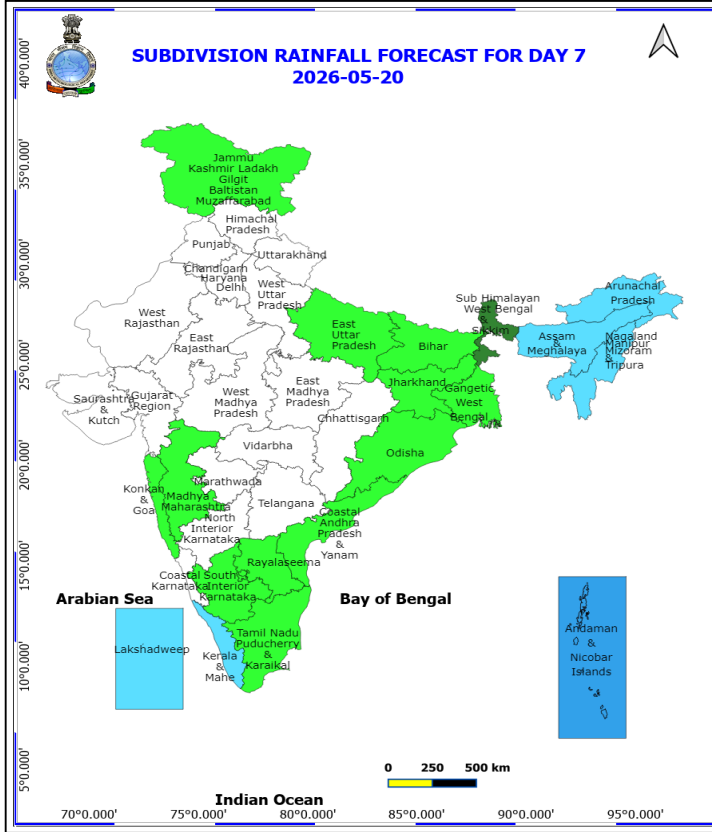 SUBDIVISION RAINFALL FORECAST FOR DAY 7
2026-05-20
40°0.000'
35°0.000'
30°0.000'
25°0.000'
20°0.000'
15°0.000'
10°0.000'
5°0.000'
Jammu
Kashmir Ladakh
Gilgit
Baltistan
Muzaffarabad
Himachal
Pradesh
Punjab
Uttarakhand
Chandigarh
Haryana
Delhi
West
Uttar
Pradesh
West
Rajasthan
East
Rajasthan
East
Uttar
Pradesh
Bihar
Sub Himalayan
West Bengal
&
Sikkim
Arunachal
Pradesh
Assam
&
Meghalaya
Nagaland
Manipur
Mizoram
&
Tripura
Saurashtra
&
Kutch
Gujarat
Region
West
Madhya
Pradesh
East
Madhya
Pradesh
Jharkhand
Gangetic
West
Bengal
Chhattisgarh
Odisha
Vidarbha
Konkan
&
Goa
Madhya
Maharashtra
Marathwada
Telangana
North
Interior
Karnataka
Coastal
Andhra
Pradesh
&
Yanam
Rayalaseema
Coastal
Karnataka
South
Interior
Karnataka
Arabian Sea
Bay of Bengal
Tamil Nadu
Puducherry
&
Karaikal
Kerala
&
Mahe
Lakshadweep
Andaman
&
Nicobar
Islands
0 250 500 km
Indian Ocean
70°0.000' 75°0.000' 80°0.000' 85°0.000' 90°0.000' 95°0.000'